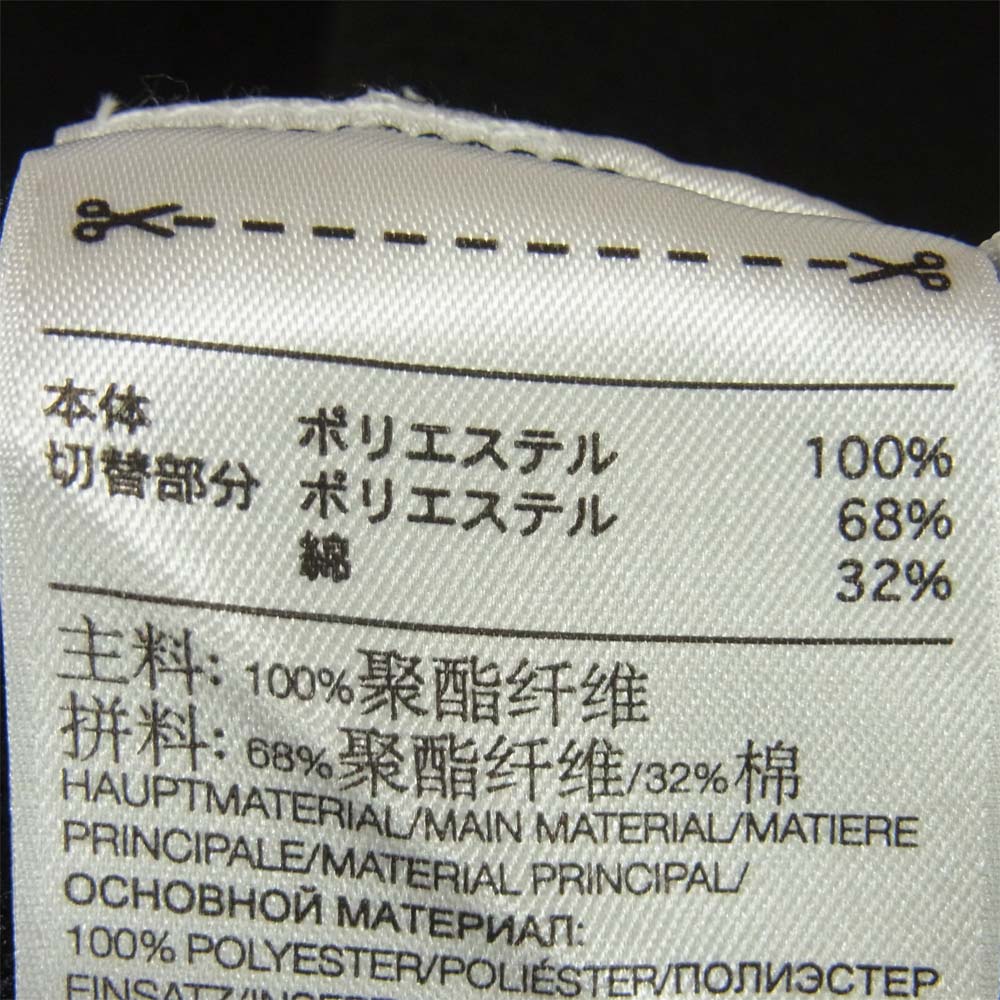 本体 ポリエステル 100%
切替部分 ポリエステル 68%
綿 32%
主料: 100%聚酯纤维
拼料: 68%聚酯纤维/32%棉
HAUPTMATERIAL/MAIN MATERIAL/MATIERE
PRINCIPALE/MATERIAL PRINCIPAL/
ОСНОВНОЙ МАТЕРИАЛ:
100% POLYESTER/POLIÉSTER/ПОЛИЭСТЕР